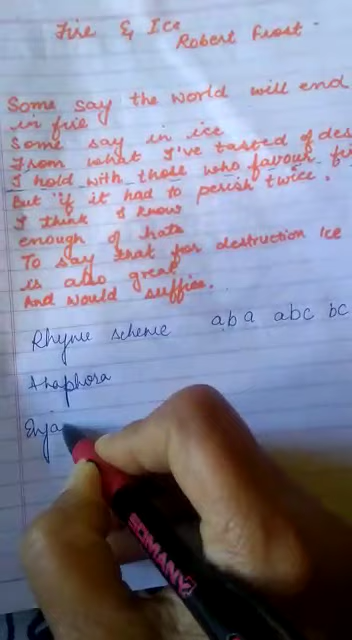 Fire & Ice
Robert Frost -
Some say the world will end
in fire
Some say in ice
From what I've tasted of des
I hold with those who favour fi
But if it had to perish twice,
I think I know
enough of hate
To say that for destruction Ice
is also great
And would suffice.
Rhyme scheme aba abc bc
Anaphora
Enja
SOMANY